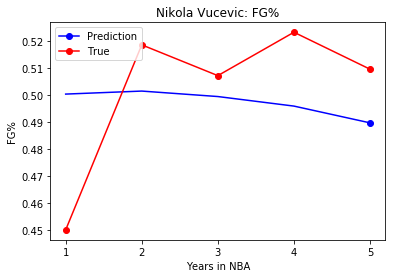 Nikola Vucevic: FG%
Prediction
True
FG%
0.52
0.51
0.50
0.49
0.48
0.47
0.46
0.45
1 2 3 4 5
Years in NBA